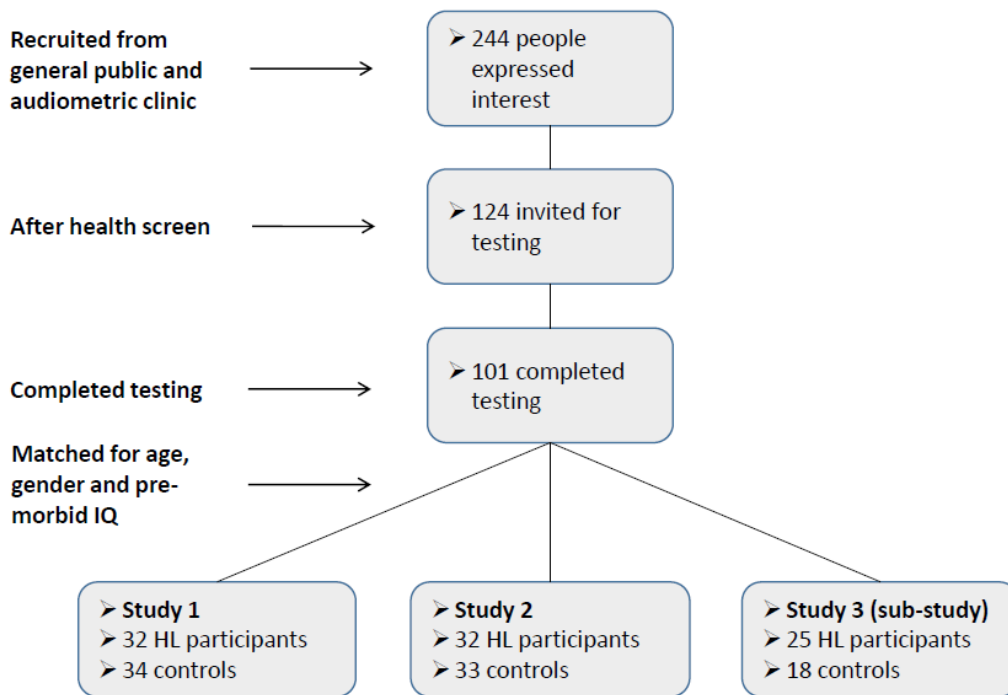 Recruited from
general public and
audiometric clinic
➢ 244 people
expressed
interest
After health screen
➢ 124 invited for
testing
Completed testing
➢ 101 completed
testing
Matched for age,
gender and pre-
morbid IQ
➢ Study 1
➢ 32 HL participants
➢ 34 controls
➢ Study 2
➢ 32 HL participants
➢ 33 controls
➢ Study 3 (sub-study)
➢ 25 HL participants
➢ 18 controls